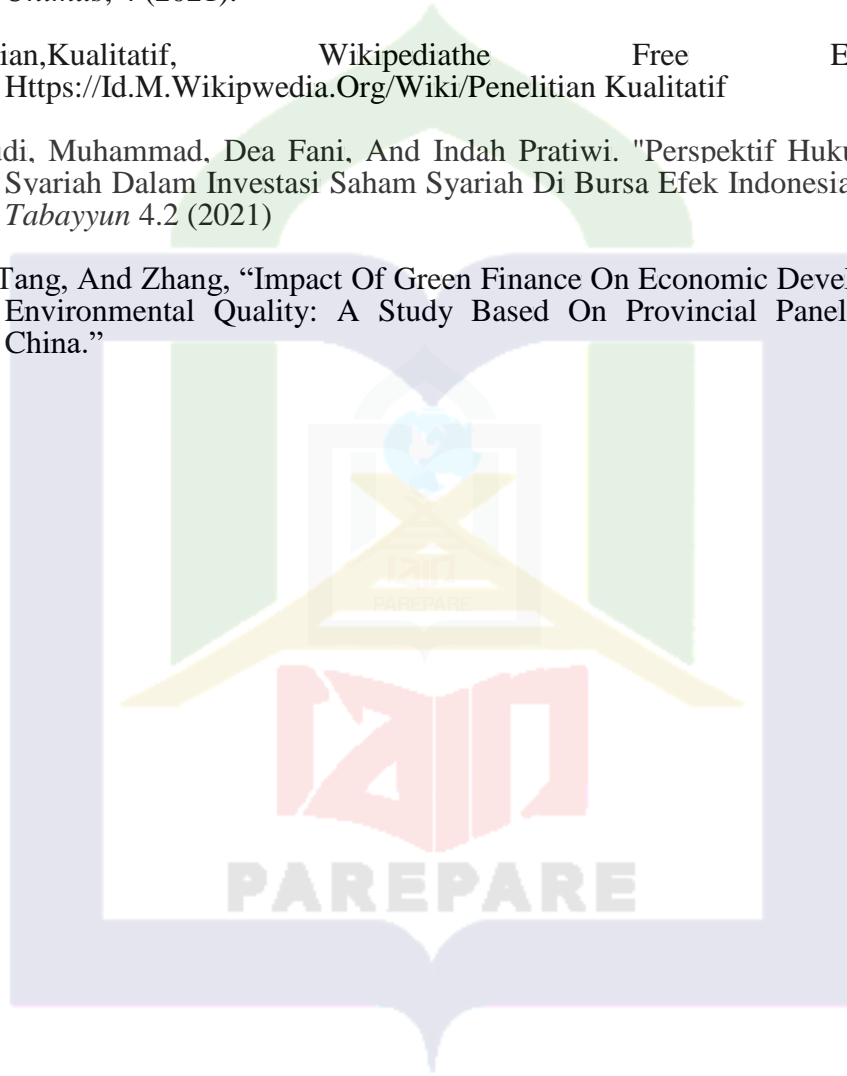 4 (2021).
ian,Kualitatif, Wikipediathe Free E
Https://Id.M.Wikipwedia.Org/Wiki/Penelitian Kualitatif
di, Muhammad, Dea Fani, And Indah Pratiwi. "Perspektif Huku
Syariah Dalam Investasi Saham Syariah Di Bursa Efek Indonesia
Tabayyun 4.2 (2021)
Tang, And Zhang, “Impact Of Green Finance On Economic Devel
Environmental Quality: A Study Based On Provincial Panel
China.”
IAIN
PAREPARE
IAIN
PAREPARE